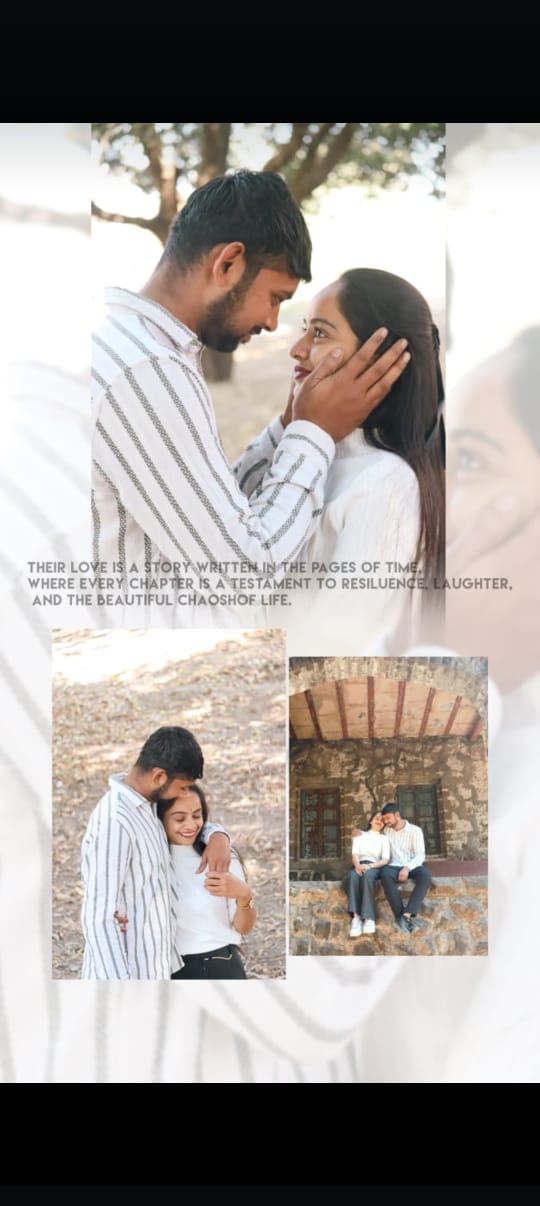 THEIR LOVE IS A STORY WRITTEN IN THE PAGES OF TIME,
WHERE EVERY CHAPTER IS A TESTAMENT TO RESILUENCE, LAUGHTER,
AND THE BEAUTIFUL CHAOSHOF LIFE.